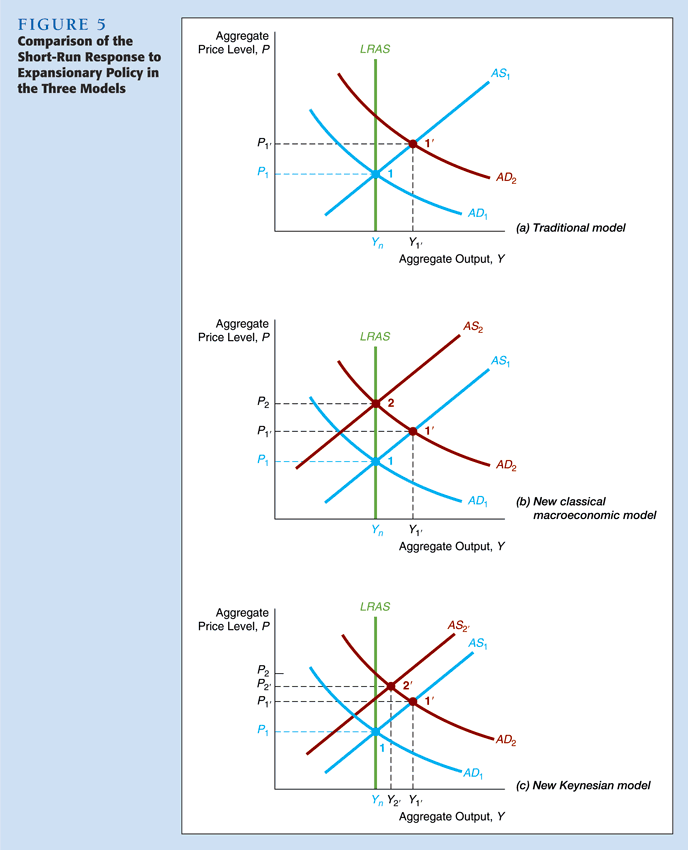 FIGURE 5
Comparison of the
Short-Run Response to
Expansionary Policy in
the Three Models
Aggregate
Price Level, P
LRAS
AS1
P1′
1′
P1
1
AD2
AD1
(a) Traditional model
Yn
Y1′
Aggregate Output, Y
Aggregate
Price Level, P
AS2
LRAS
AS1
P2
2
P1′
1′
P1
1
AD2
AD1
(b) New classical
macroeconomic model
Yn
Y1′
Aggregate Output, Y
Aggregate
Price Level, P
LRAS
AS2′
AS1
P2
P2′
2′
P1′
1′
P1
1
AD2
AD1
(c) New Keynesian model
Yn
Y2′
Y1′
Aggregate Output, Y